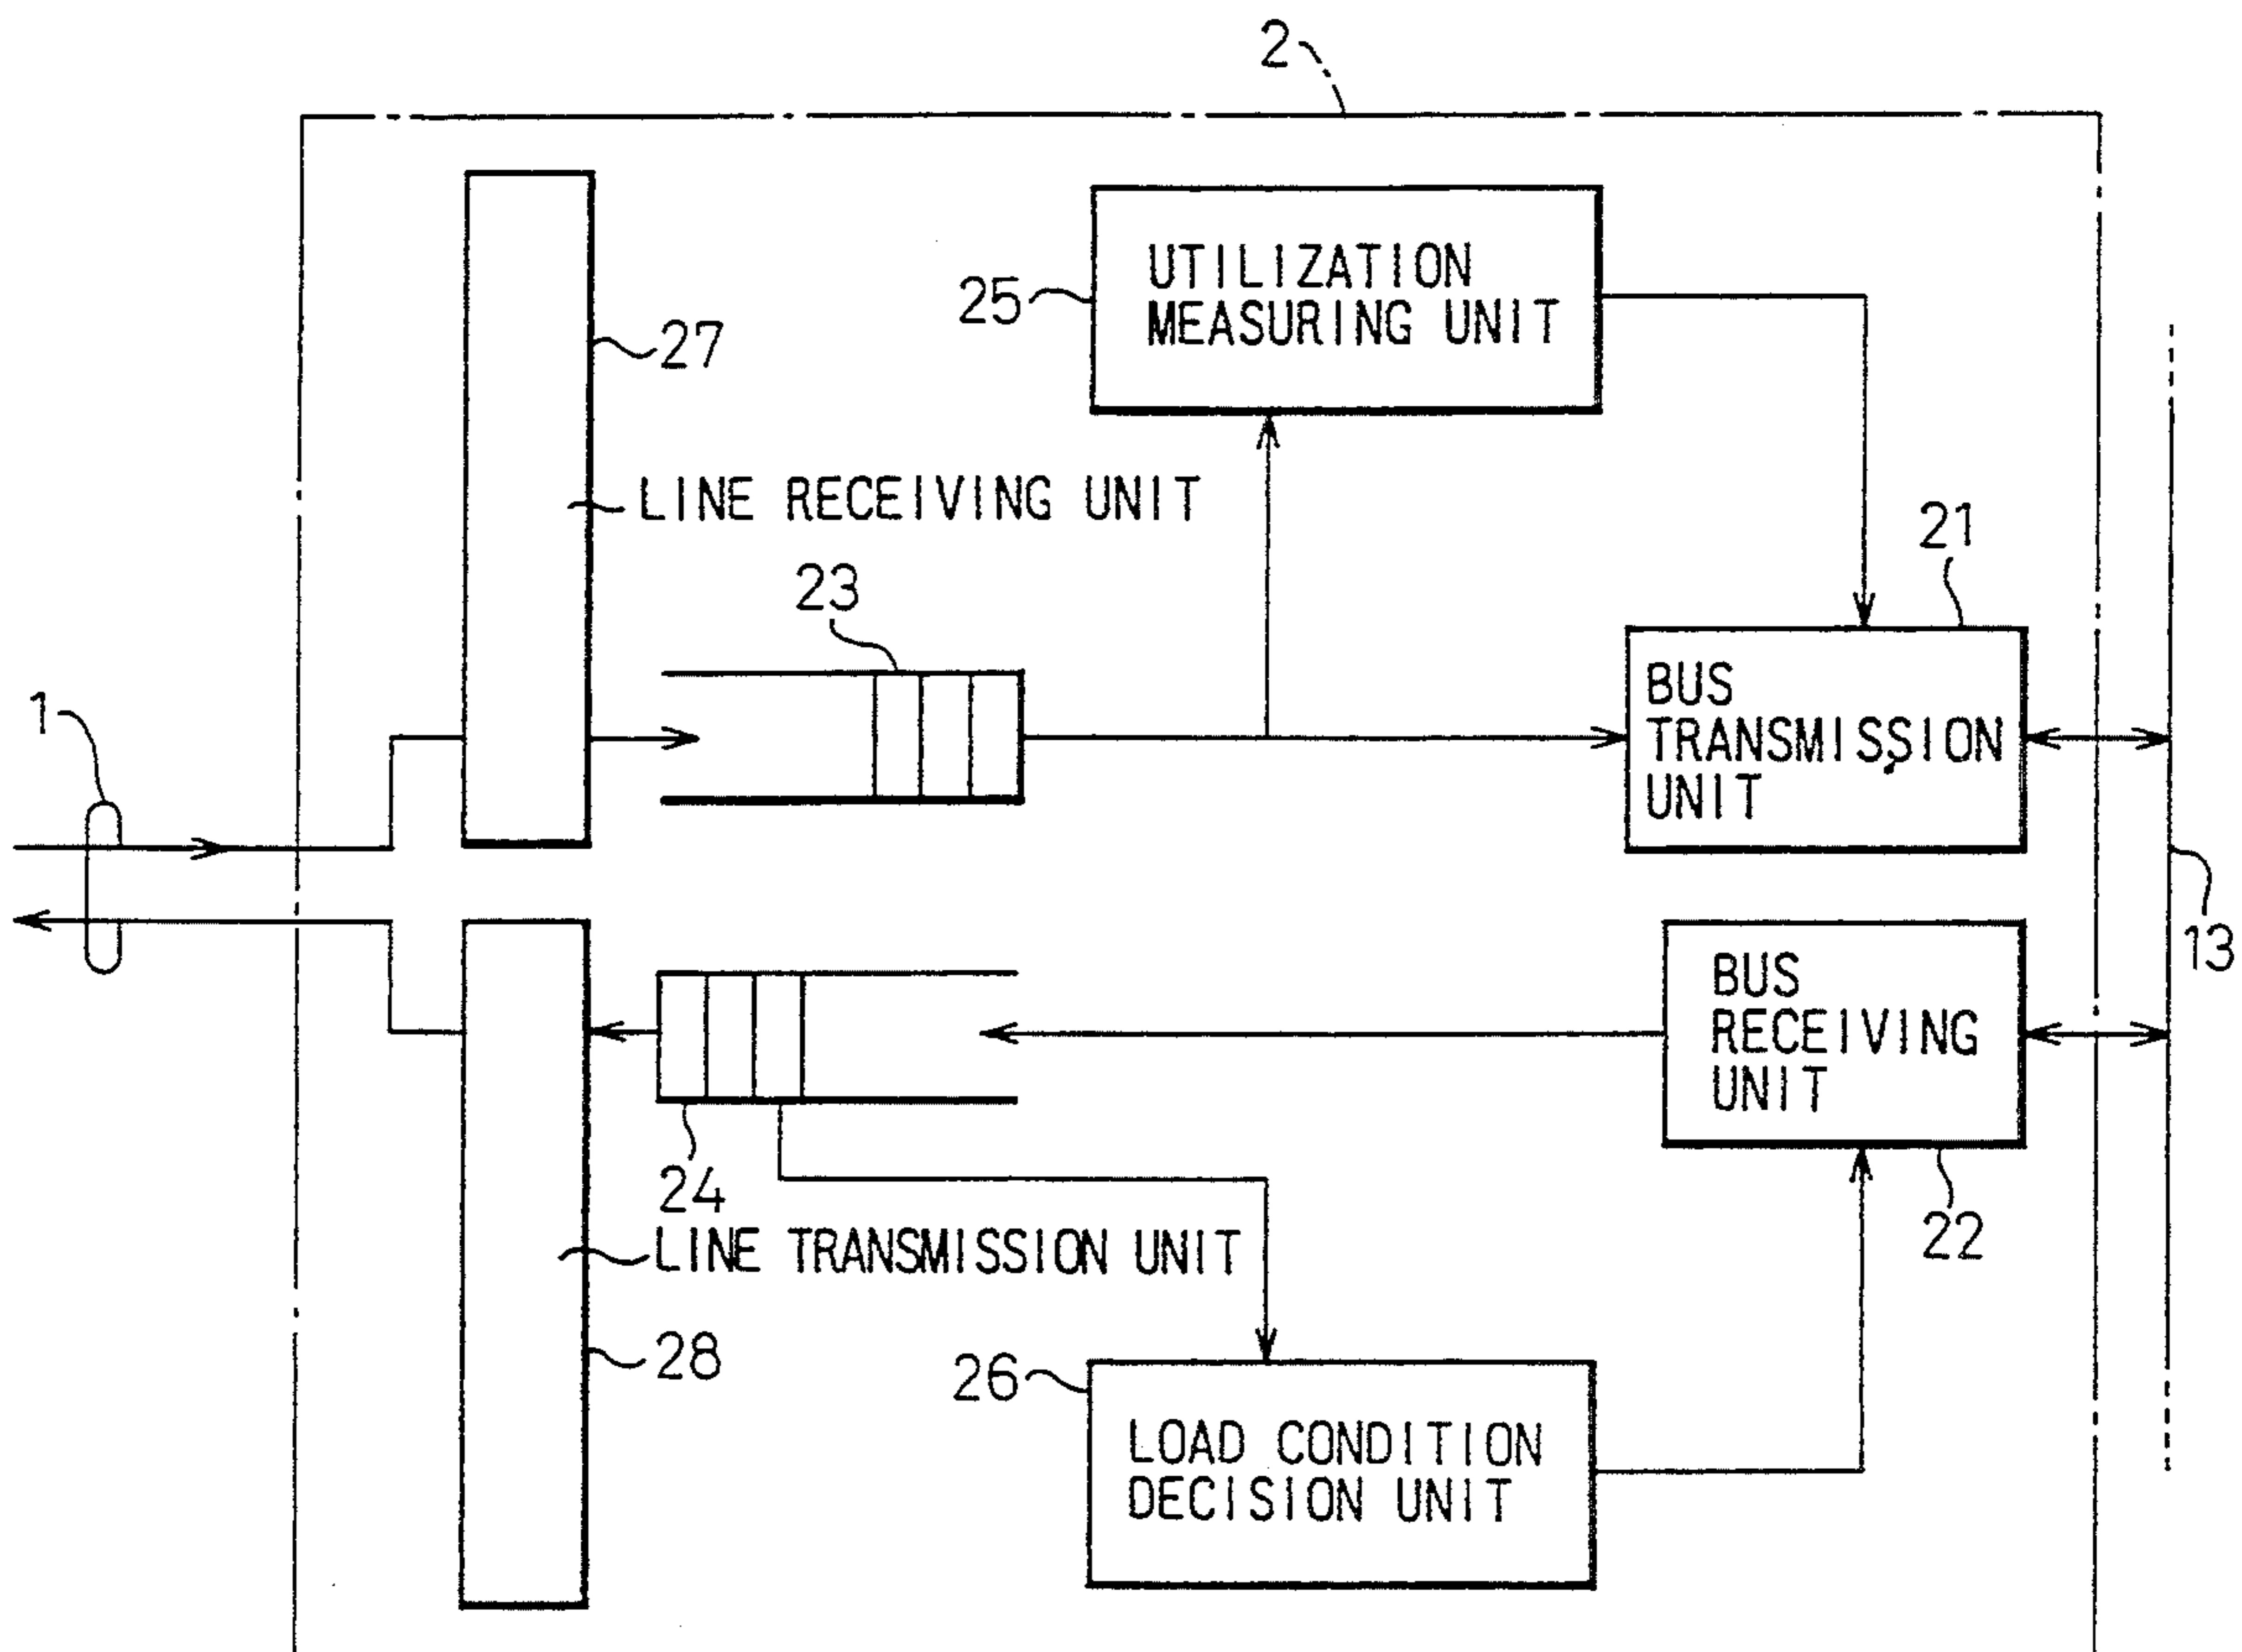 2
UTILIZATION
MEASURING UNIT
25
27
LINE RECEIVING UNIT
21
23
BUS
TRANSMISSION
UNIT
1
13
BUS
RECEIVING
UNIT
24
22
LINE TRANSMISSION UNIT
28
26
LOAD CONDITION
DECISION UNIT